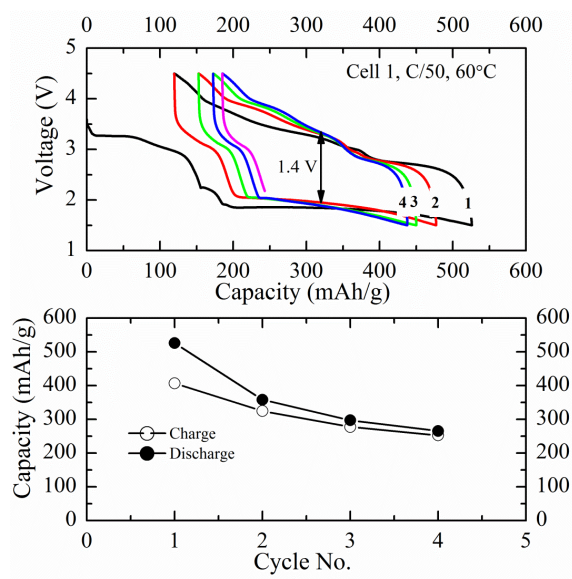 0 100 200 300 400 500 600
5
4
3
2
1
Voltage (V)
Cell 1, C/50, 60°C
1.4 V
4 3 2 1
0 100 200 300 400 500 600
Capacity (mAh/g)
600
500
400
300
200
100
0
Capacity (mAh/g)
Charge
Discharge
600
500
400
300
200
100
0
Capacity (mAh/g)
0 1 2 3 4 5
Cycle No.